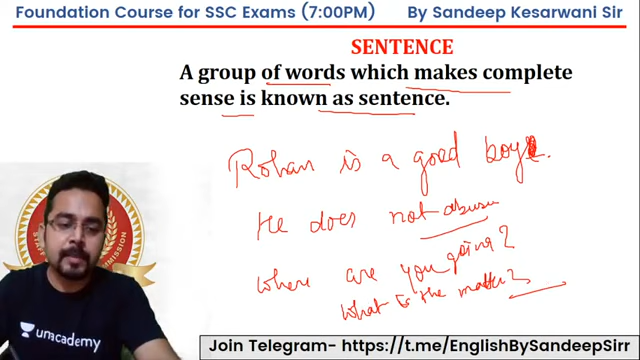 Foundation Course for SSC Exams (7:00PM) By Sandeep Kesarwani Sir
SENTENCE
A group of words which makes complete
sense is known as sentence.
Rohan is a good boy.
He does not abuse
Where are you going?
What is the matter?
unacademy
Join Telegram- https://t.me/EnglishBySandeepSirr